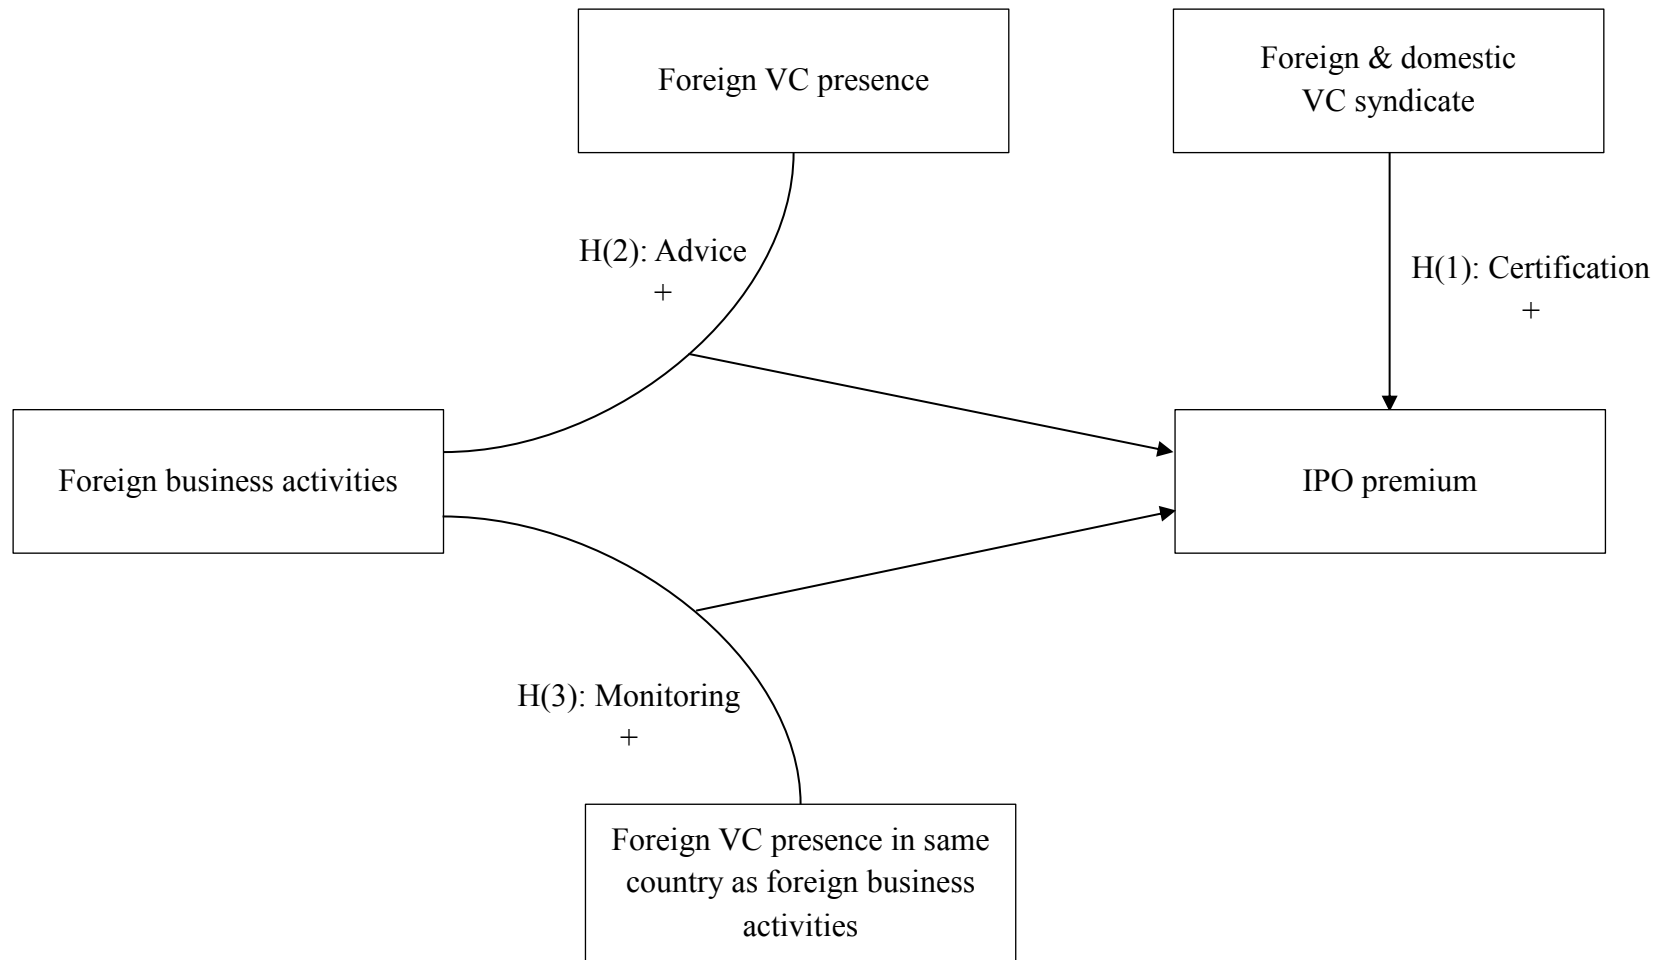 Foreign VC presence
Foreign & domestic
VC syndicate
H(2): Advice
+
H(1): Certification
+
Foreign business activities
IPO premium
H(3): Monitoring
+
Foreign VC presence in same
country as foreign business
activities